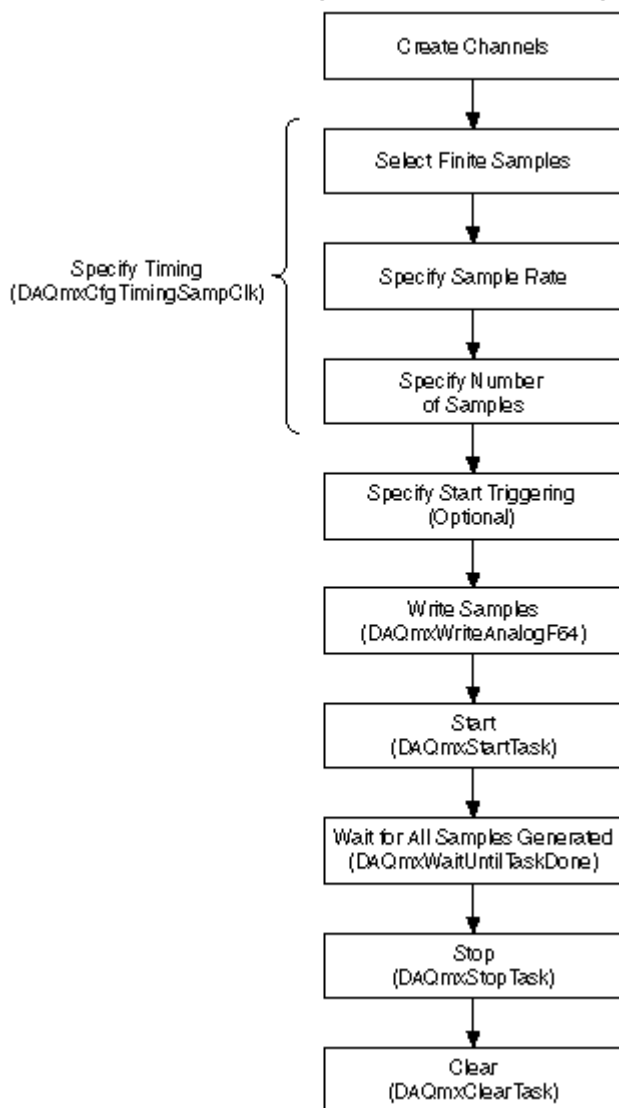 Create Channels
Select Finite Samples
Specify Timing
(DAQmxCfgTimingSampClk)
Specify Sample Rate
Specify Number
of Samples
Specify Start Triggering
(Optional)
Write Samples
(DAQmxWriteAnalogF64)
Start
(DAQmxStartTask)
Wait for All Samples Generated
(DAQmxWaitUntilTaskDone)
Stop
(DAQmxStopTask)
Clear
(DAQmxClearTask)